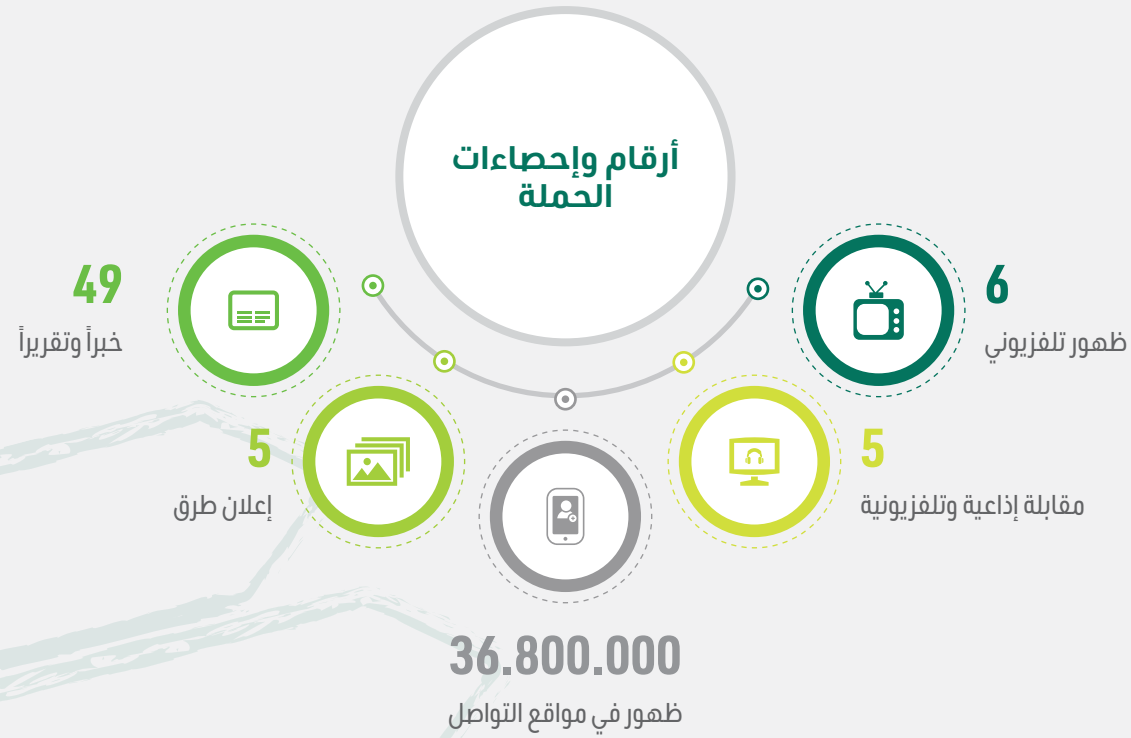 أرقام وإحصاءات
الحملة
6
ظهور تلفزيوني
5
مقابلة إذاعية وتلفزيونية
36.800.000
ظهور في مواقع التواصل
5
إعلان طرق
49
خبراً وتقريراً